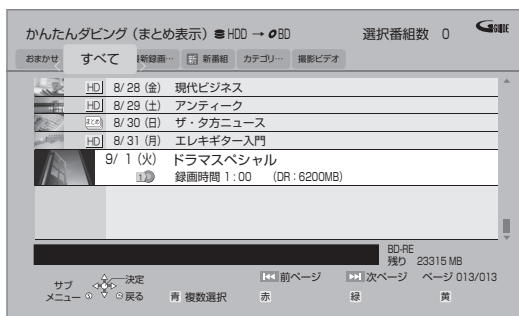 かんたんダビング (まとめ表示) HDD → BD 選択番組数 0 G GUIDE
おまかせ すべて 最新録画… 新番組 カテゴリ… 撮影ビデオ
HD 8/28 (金) 現代ビジネス
HD 8/29 (土) アンティーク
まとめ 8/30 (日) ザ・夕方ニュース
HD 8/31 (月) エレキギター入門
9/ 1 (火) ドラマスペシャル
録画時間 1:00 (DR:6200MB)
BD-RE
残り 23315 MB
前ページ 次ページ ページ 013/013
サブ 決定
メニュー S 戻る 青 複数選択 赤 緑 黄